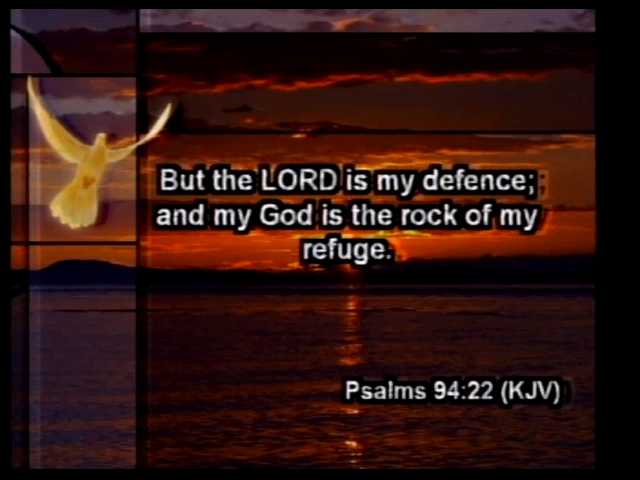 But the LORD is my defence;
and my God is the rock of my
refuge.
Psalms 94:22 (KJV)